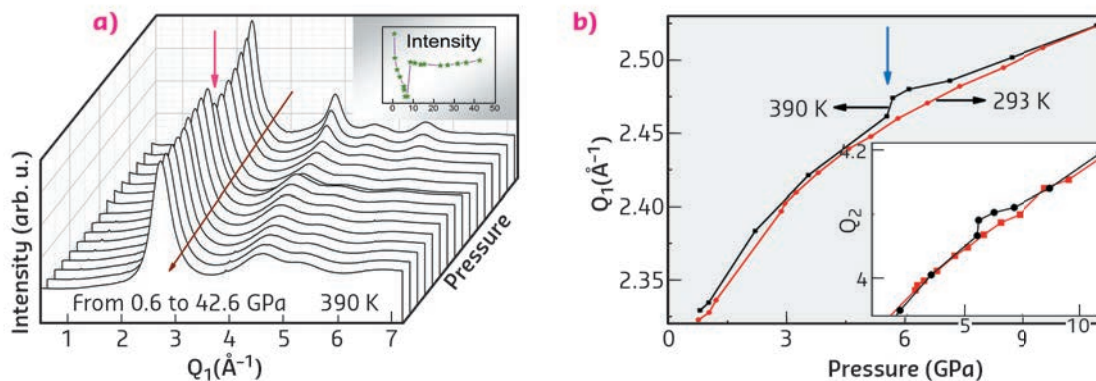 a)
Intensity
0 10 20 30 40 50
Intensity (arb. u.)
Pressure
From 0.6 to 42.6 GPa 390 K
1 2 3 4 5 6 7
Q₁(Å⁻¹)
b)
2.50
2.45
2.40
2.35
Q₁(Å⁻¹)
390 K
293 K
4.2
2
4
Q₂
5 10
0 3 6 9
Pressure (GPa)